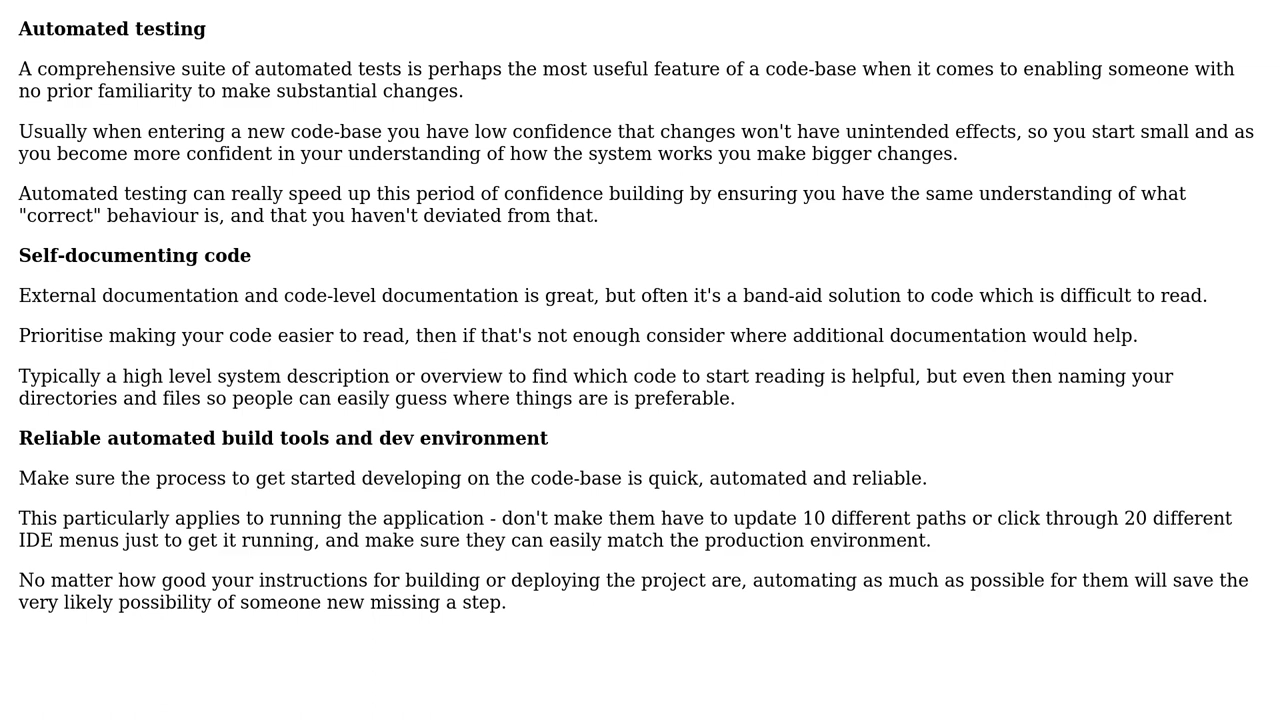 Automated testing
A comprehensive suite of automated tests is perhaps the most useful feature of a code-base when it comes to enabling someone with
no prior familiarity to make substantial changes.
Usually when entering a new code-base you have low confidence that changes won't have unintended effects, so you start small and as
you become more confident in your understanding of how the system works you make bigger changes.
Automated testing can really speed up this period of confidence building by ensuring you have the same understanding of what
"correct" behaviour is, and that you haven't deviated from that.
Self-documenting code
External documentation and code-level documentation is great, but often it's a band-aid solution to code which is difficult to read.
Prioritise making your code easier to read, then if that's not enough consider where additional documentation would help.
Typically a high level system description or overview to find which code to start reading is helpful, but even then naming your
directories and files so people can easily guess where things are is preferable.
Reliable automated build tools and dev environment
Make sure the process to get started developing on the code-base is quick, automated and reliable.
This particularly applies to running the application - don't make them have to update 10 different paths or click through 20 different
IDE menus just to get it running, and make sure they can easily match the production environment.
No matter how good your instructions for building or deploying the project are, automating as much as possible for them will save the
very likely possibility of someone new missing a step.